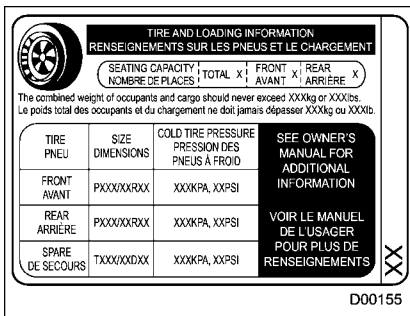 TIRE AND LOADING INFORMATION
RENSEIGNEMENTS SUR LES PNEUS ET LE CHARGEMENT
SEATING CAPACITY TOTAL X FRONT X REAR X
NOMBRE DE PLACES AVANT ARRIÈRE
The combined weight of occupants and cargo should never exceed XXXkg or XXXlbs.
Le poids total des occupants et du chargement ne doit jamais dépasser XXXkg ou XXXlb.
TIRE SIZE COLD TIRE PRESSURE
PNEU DIMENSIONS PRESSION DES
PNEUS À FROID
FRONT PXXX/XXRXX XXXKPA, XXPSI
AVANT
REAR PXXX/XXRXX XXXKPA, XXPSI
ARRIÈRE
SPARE TXXX/XXDXX XXXKPA, XXPSI
DE SECOURS
SEE OWNER'S
MANUAL FOR
ADDITIONAL
INFORMATION
VOIR LE MANUEL
DE L'USAGER
POUR PLUS DE
RENSEIGNEMENTS
XX
D00155